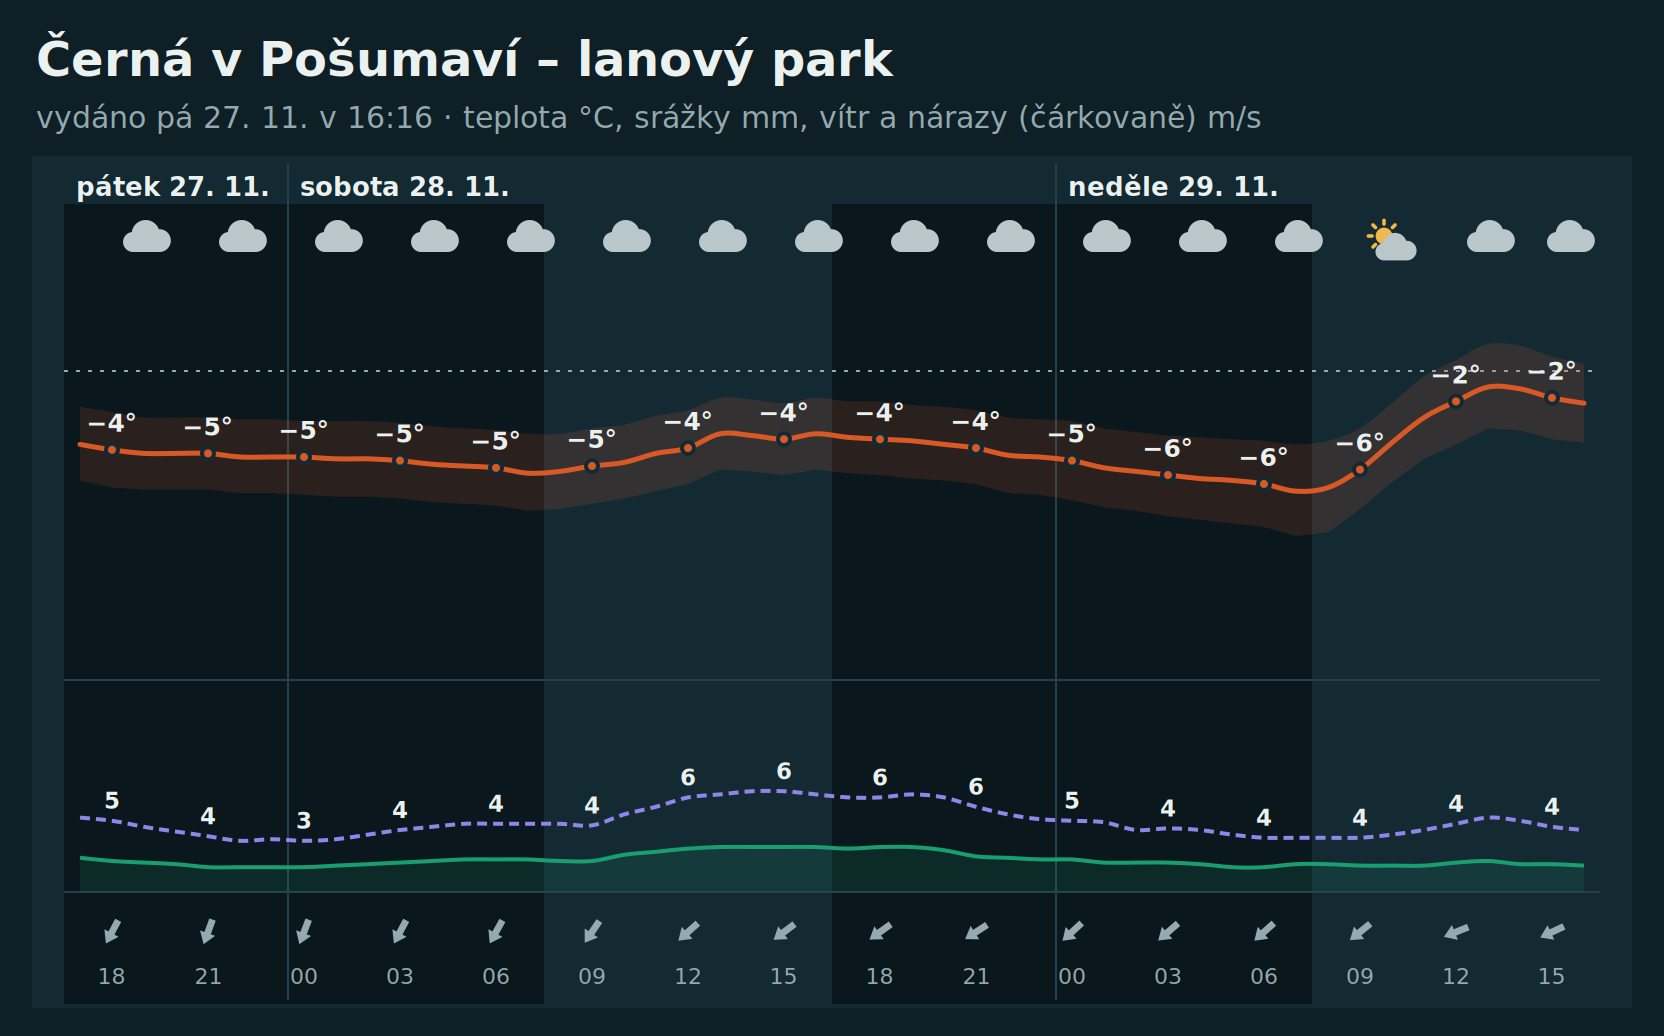 Černá v Pošumaví – lanový park
vydáno pá 27. 11. v 16:16 · teplota °C, srážky mm, vítr a nárazy (čárkovaně) m/s
pátek 27. 11. sobota 28. 11. neděle 29. 11.
−4° −5° −5° −5° −5° −5° −4° −4° −4° −4° −5° −6° −6° −6° −2° −2°
5 4 3 4 4 4 6 6 6 6 5 4 4 4 4 4
18 21 00 03 06 09 12 15 18 21 00 03 06 09 12 15